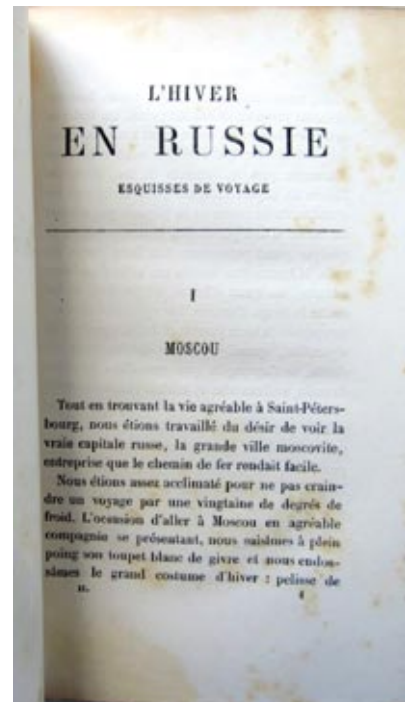 L'HIVER
EN RUSSIE
ESQUISSES DE VOYAGE
I
MOSCOU
Tout en trouvant la vie agréable à Saint-Péters-
bourg, nous étions travaillé du désir de voir la
vraie capitale russe, la grande ville moscovite,
entreprise que le chemin de fer rendait facile.
Nous étions assez acclimaté pour ne pas crain-
dre un voyage par une vingtaine de degrés de
froid. L'occasion d'aller à Moscou en agréable
compagnie se présentant, nous saisîmes à plein
poing son toupet blanc de givre et nous endos-
sâmes le grand costume d'hiver : pelisse de
II. 1